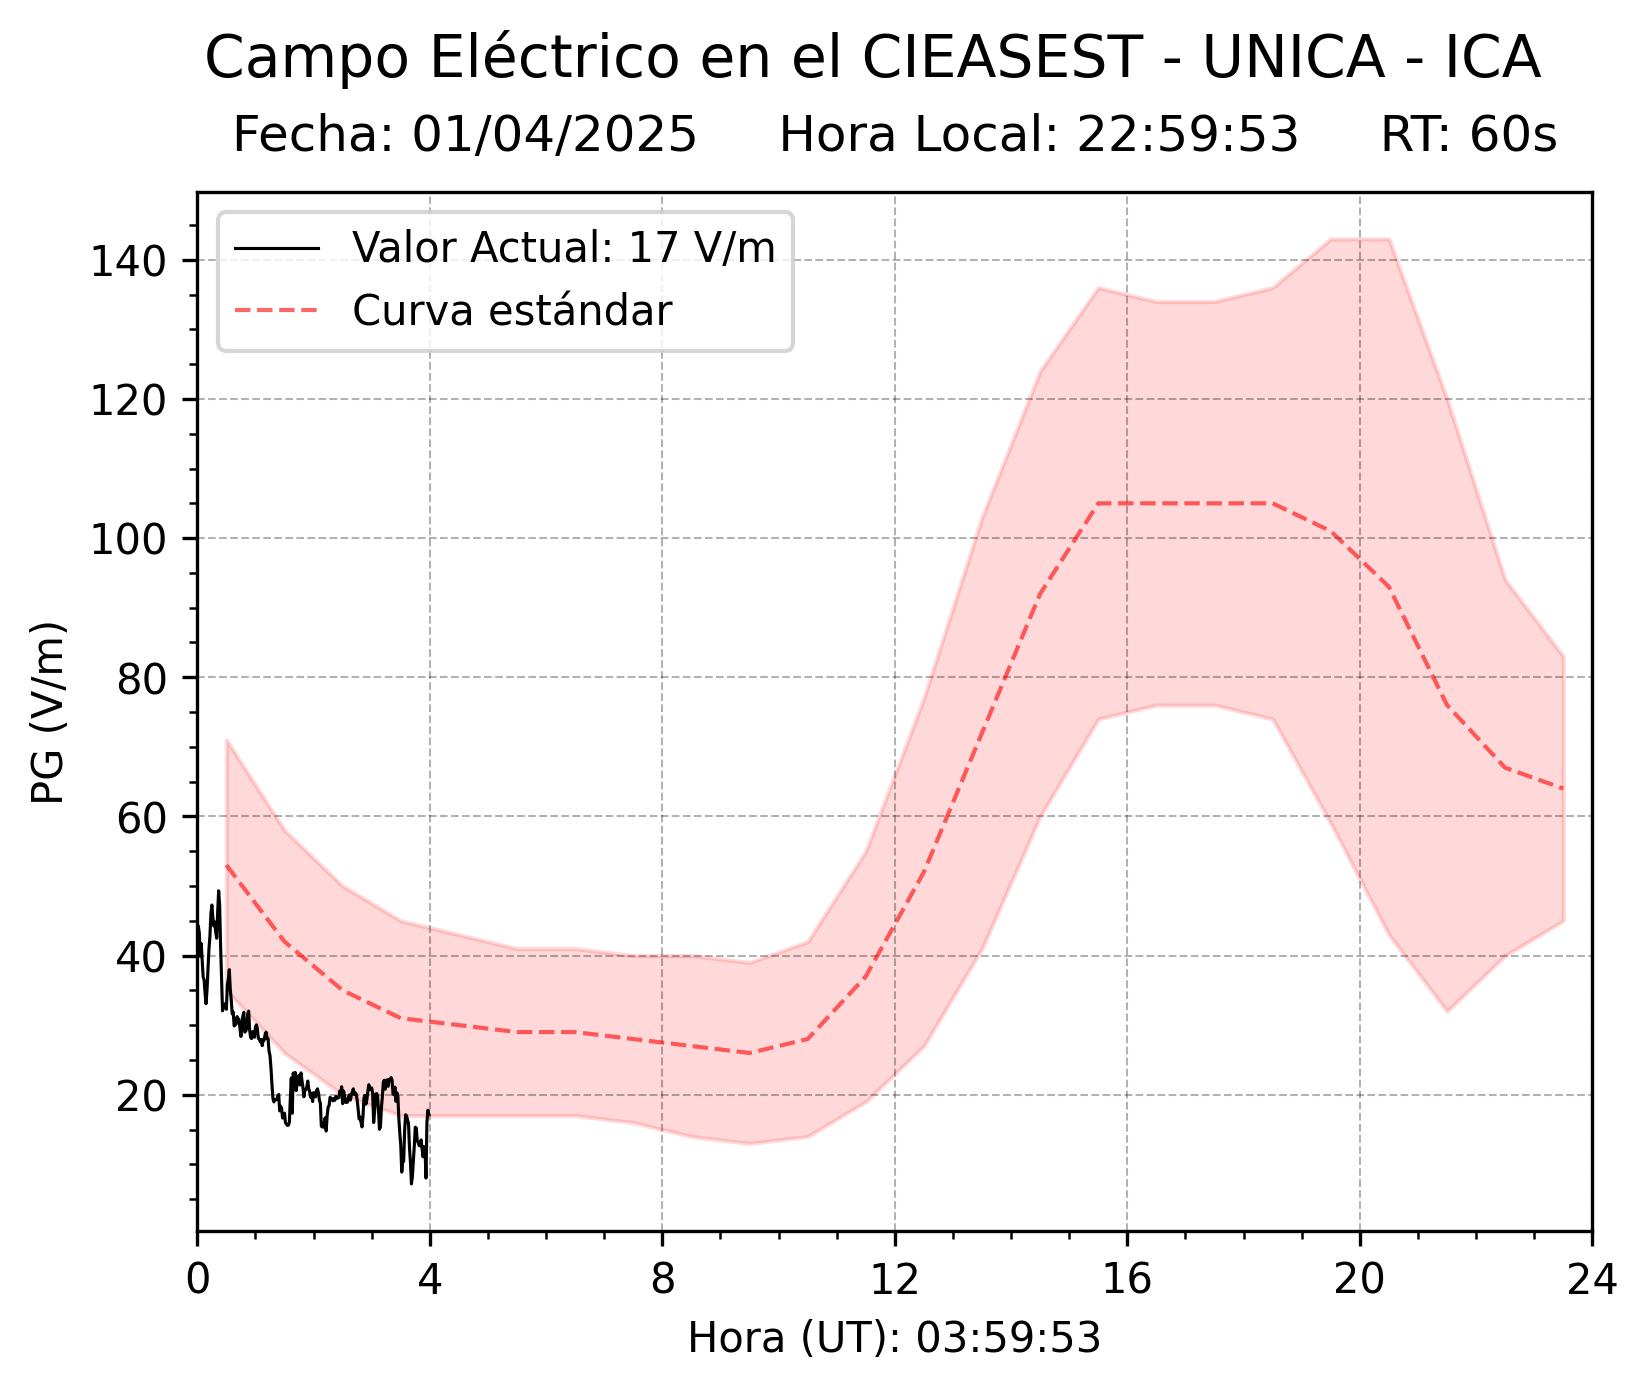 Campo Eléctrico en el CIEASEST - UNICA - ICA
Fecha: 01/04/2025 Hora Local: 22:59:53 RT: 60s
Valor Actual: 17 V/m
Curva estándar
140
120
100
80
60
40
20
PG (V/m)
0 4 8 12 16 20 24
Hora (UT): 03:59:53